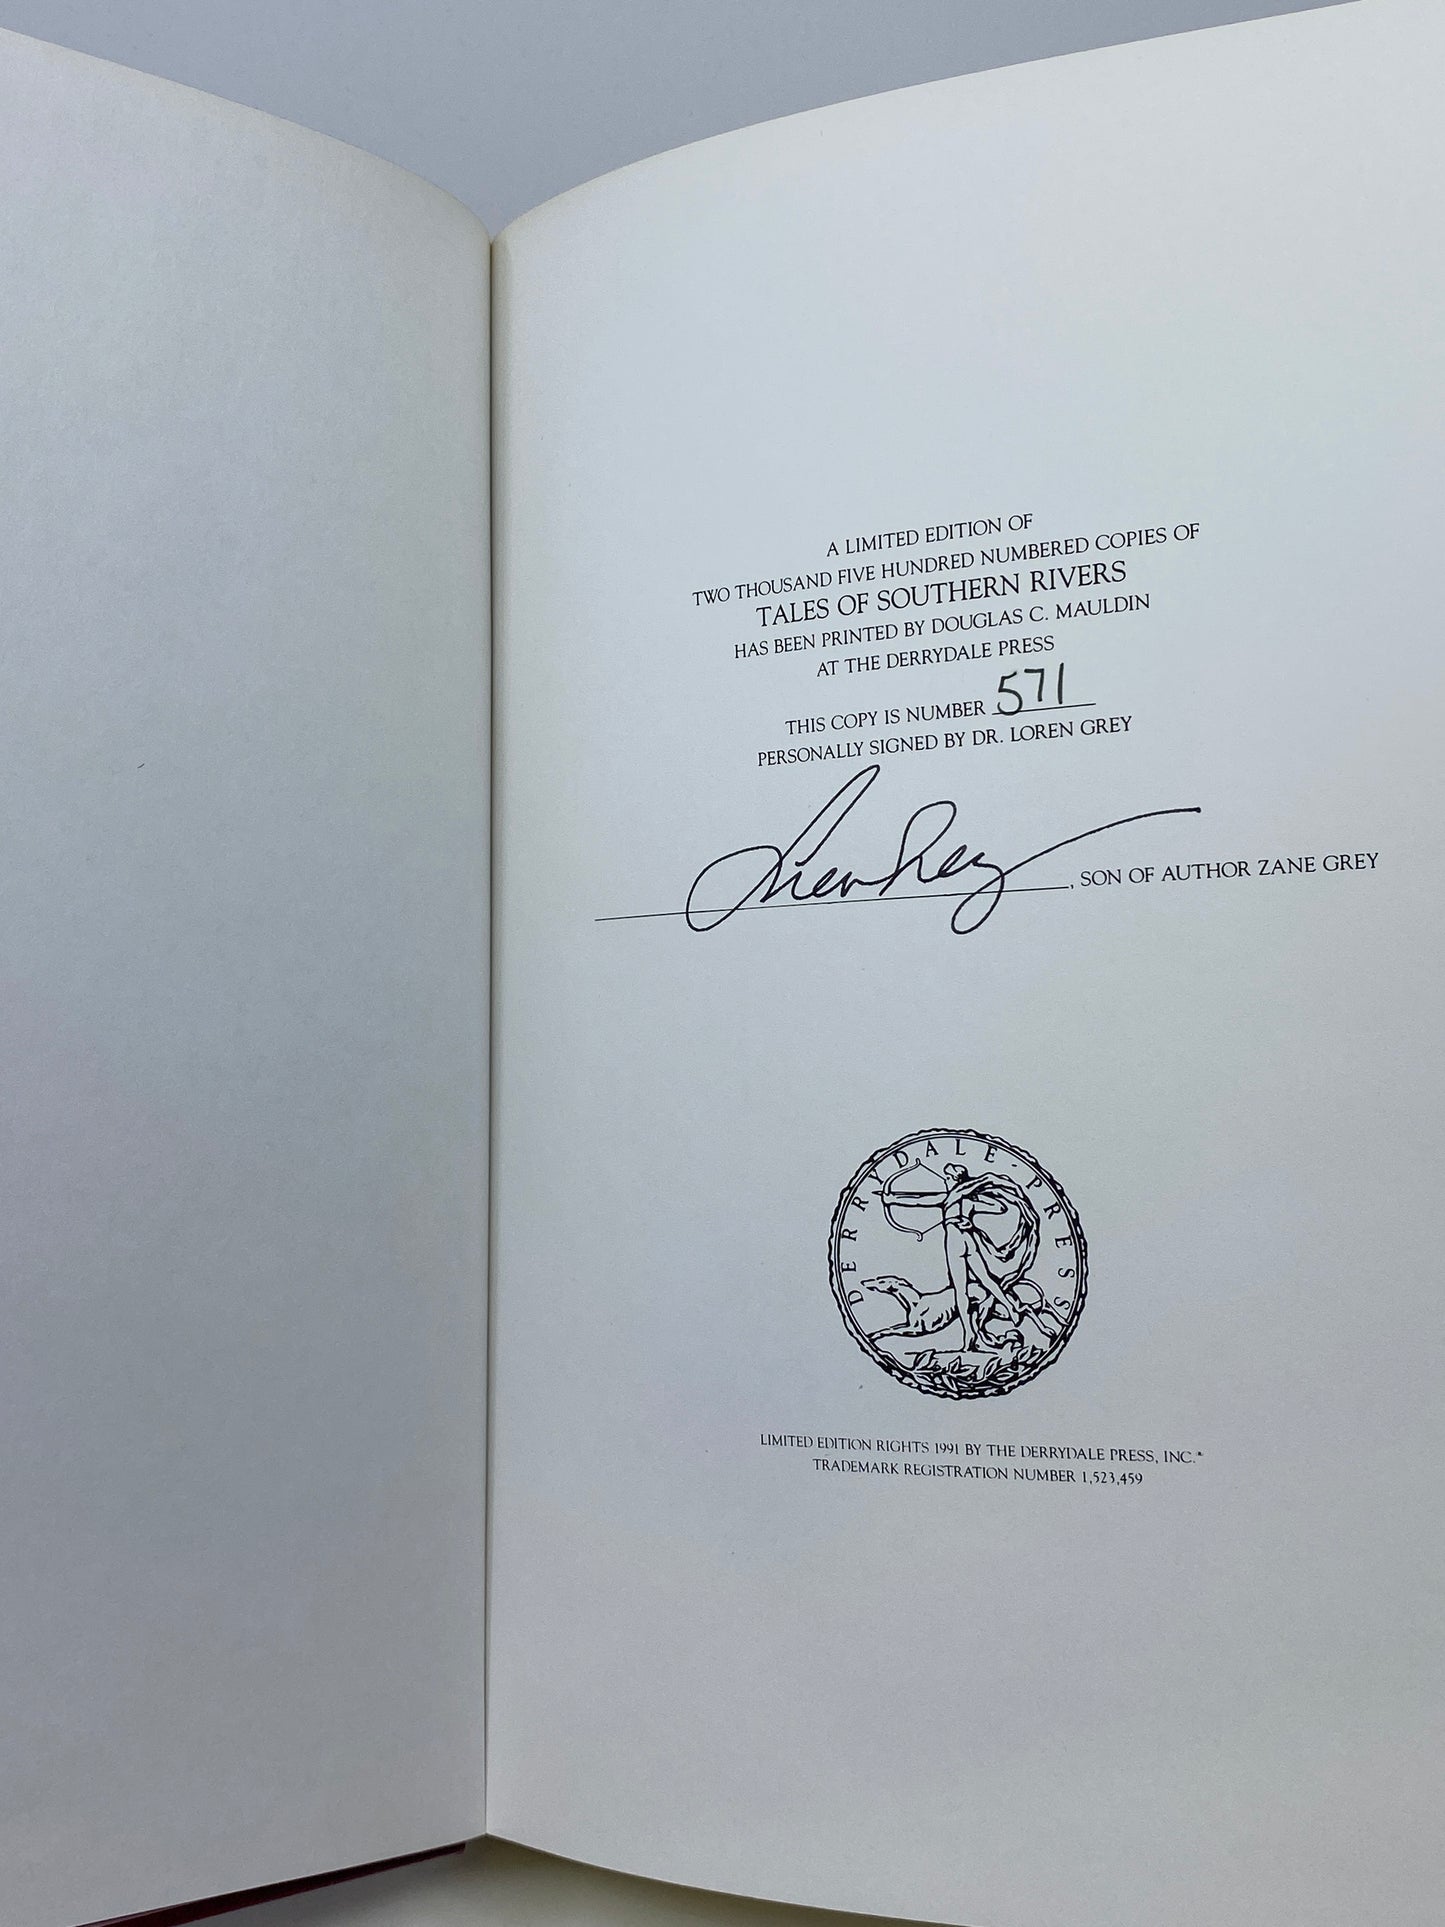 A LIMITED EDITION OF
TWO THOUSAND FIVE HUNDRED NUMBERED COPIES OF
TALES OF SOUTHERN RIVERS
HAS BEEN PRINTED BY DOUGLAS C. MAULDIN
AT THE DERRYDALE PRESS
THIS COPY IS NUMBER 571
PERSONALLY SIGNED BY DR. LOREN GREY
Loren Grey, SON OF AUTHOR ZANE GREY
DERRYDALE-PRESS
LIMITED EDITION RIGHTS 1991 BY THE DERRYDALE PRESS, INC.®
TRADEMARK REGISTRATION NUMBER 1,523,459